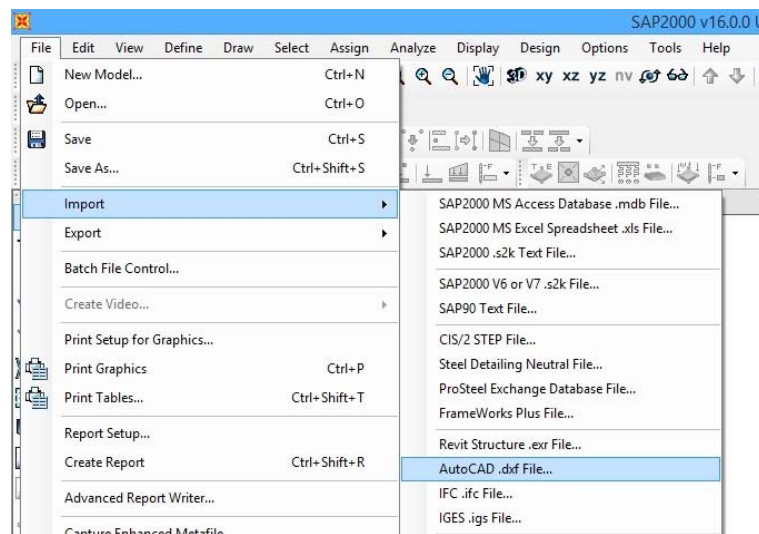 SAP2000 v16.0.0 U
File Edit View Define Draw Select Assign Analyze Display Design Options Tools Help
New Model... Ctrl+N
3D xy xz yz nv
Open... Ctrl+O
Save Ctrl+S
Save As... Ctrl+Shift+S
Import
Export
Batch File Control...
Create Video...
Print Setup for Graphics...
Print Graphics Ctrl+P
Print Tables... Ctrl+Shift+T
Report Setup...
Create Report Ctrl+Shift+R
Advanced Report Writer...
Capture Enhanced Metafile
SAP2000 MS Access Database .mdb File...
SAP2000 MS Excel Spreadsheet .xls File...
SAP2000 .s2k Text File...
SAP2000 V6 or V7 .s2k File...
SAP90 Text File...
CIS/2 STEP File...
Steel Detailing Neutral File...
ProSteel Exchange Database File...
FrameWorks Plus File...
Revit Structure .exr File...
AutoCAD .dxf File...
IFC .ifc File...
IGES .igs File...